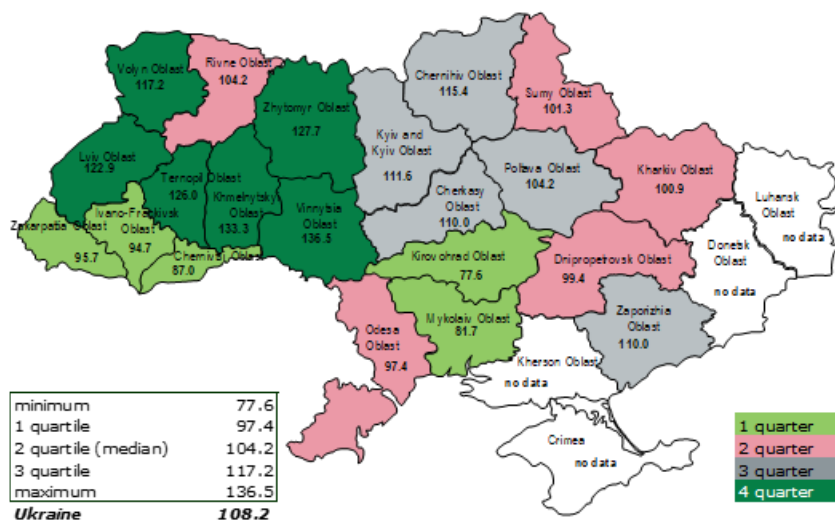 Volyn Oblast
117.2
Rivne Oblast
104.2
Zhytomyr Oblast
127.7
Chernihiv Oblast
115.4
Sumy Oblast
101.3
Kyiv and
Kyiv Oblast
111.6
Lviv Oblast
122.9
Ternopil Oblast
126.0
Khmelnytskyi
Oblast
133.3
Vinnytsia
Oblast
136.5
Cherkasy
Oblast
110.0
Poltava Oblast
104.2
Kharkiv Oblast
100.9
Luhansk
Oblast
no data
Donetsk
Oblast
no data
Zakarpattia Oblast
95.7
Ivano-Frankivsk
Oblast
94.7
Chernivtsi Oblast
87.0
Kirovohrad Oblast
77.6
Dnipropetrovsk Oblast
99.4
Zaporizhia
Oblast
110.0
Mykolaiv Oblast
81.7
Odesa
Oblast
97.4
Kherson Oblast
no data
Crimea
no data
minimum 77.6
1 quartile 97.4
2 quartile (median) 104.2
3 quartile 117.2
maximum 136.5
Ukraine 108.2
1 quarter
2 quarter
3 quarter
4 quarter